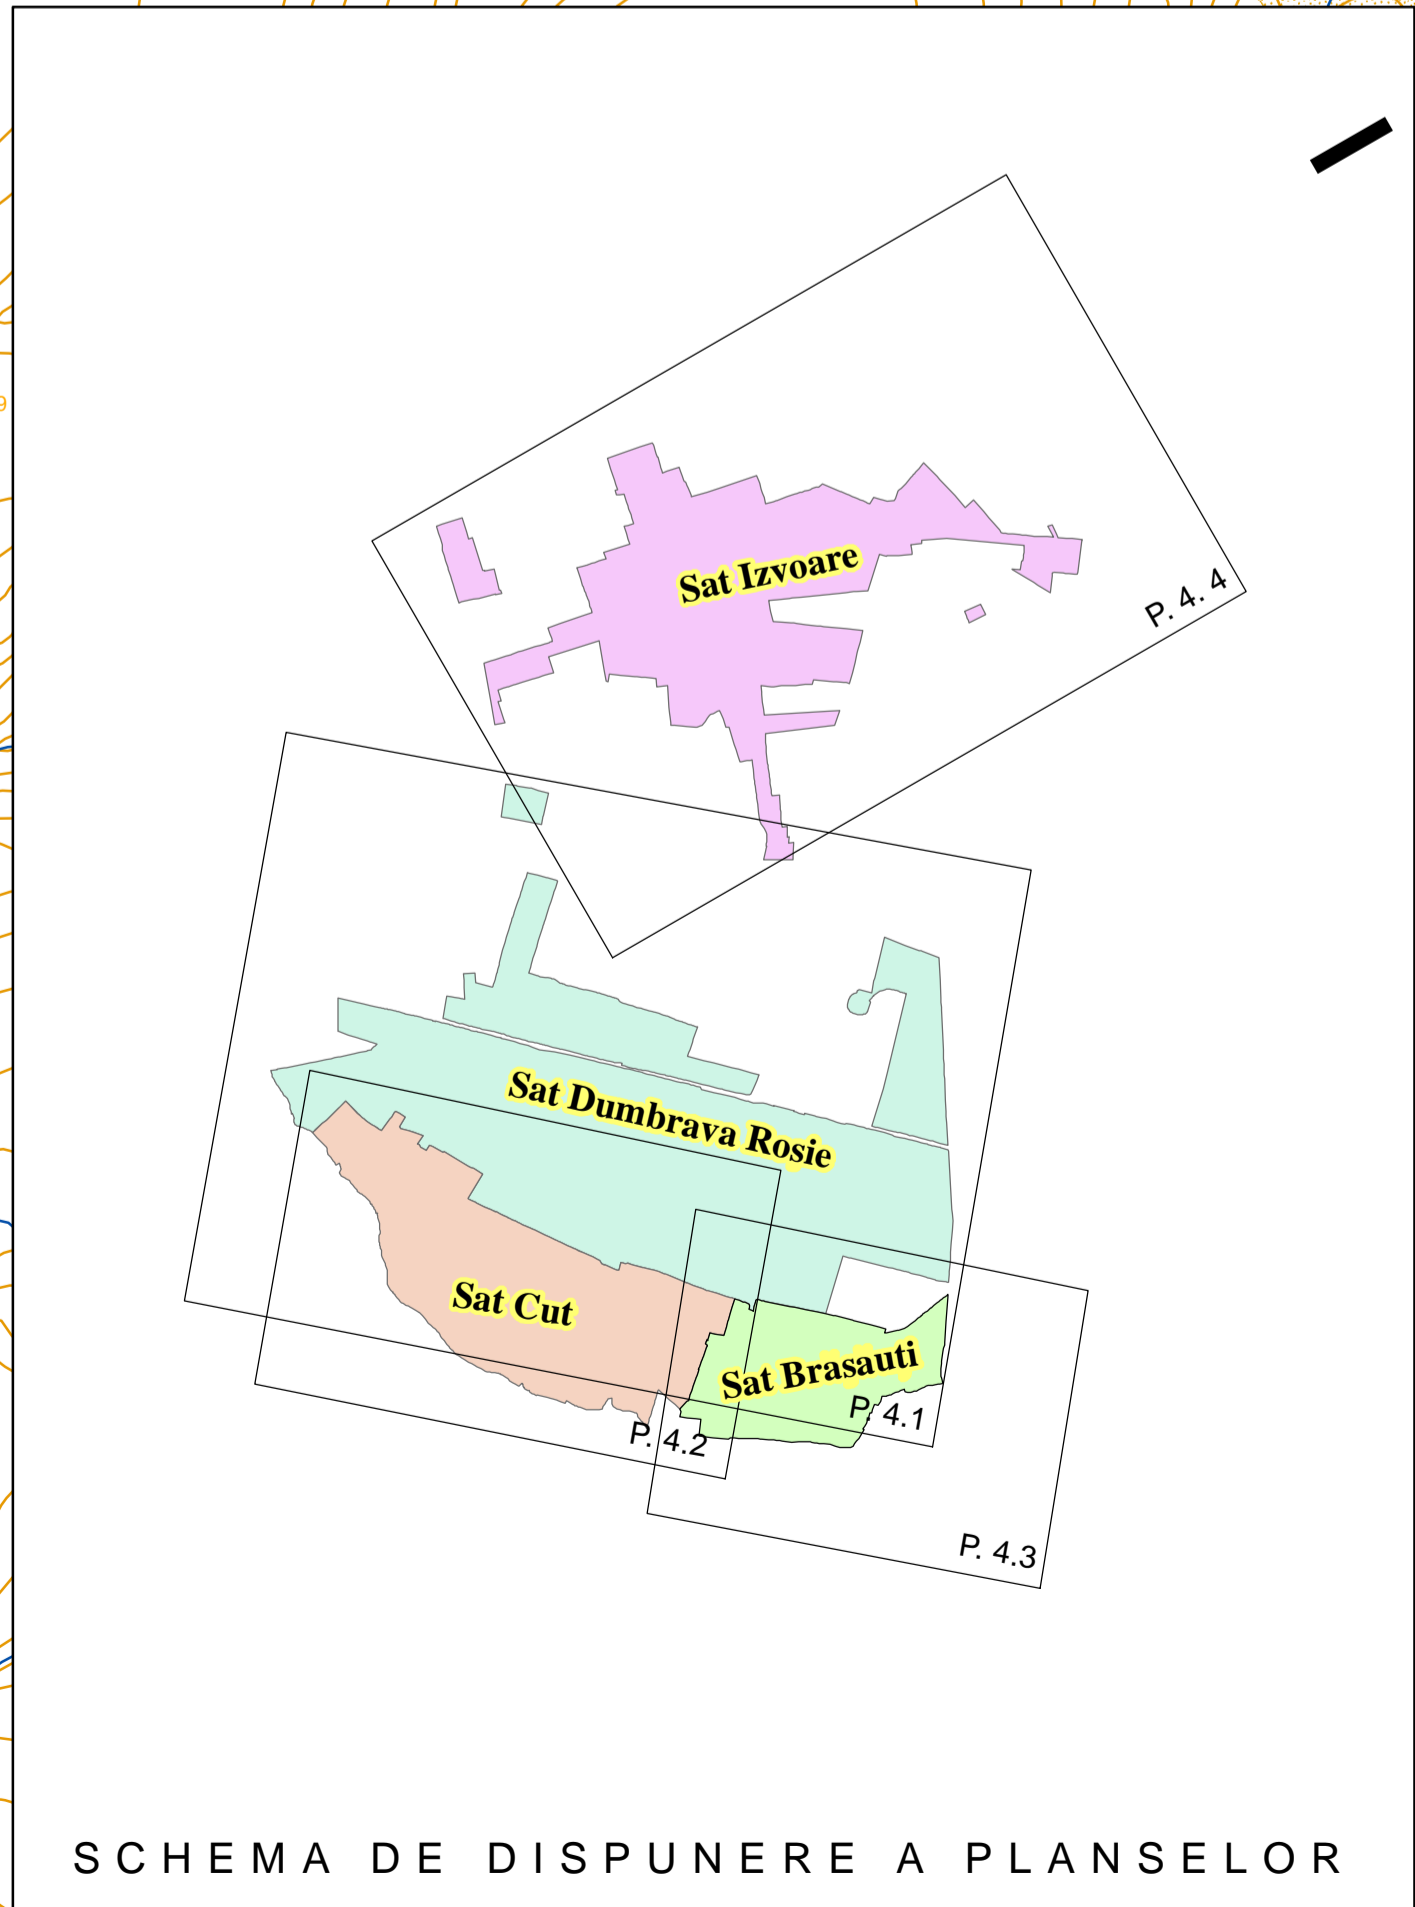 Sat Izvoare
P. 4. 4
Sat Dumbrava Rosie
Sat Cut
Sat Brasauti
P. 4.1
P. 4.2
P. 4.3
SCHEMA DE DISPUNERE A PLANSELOR